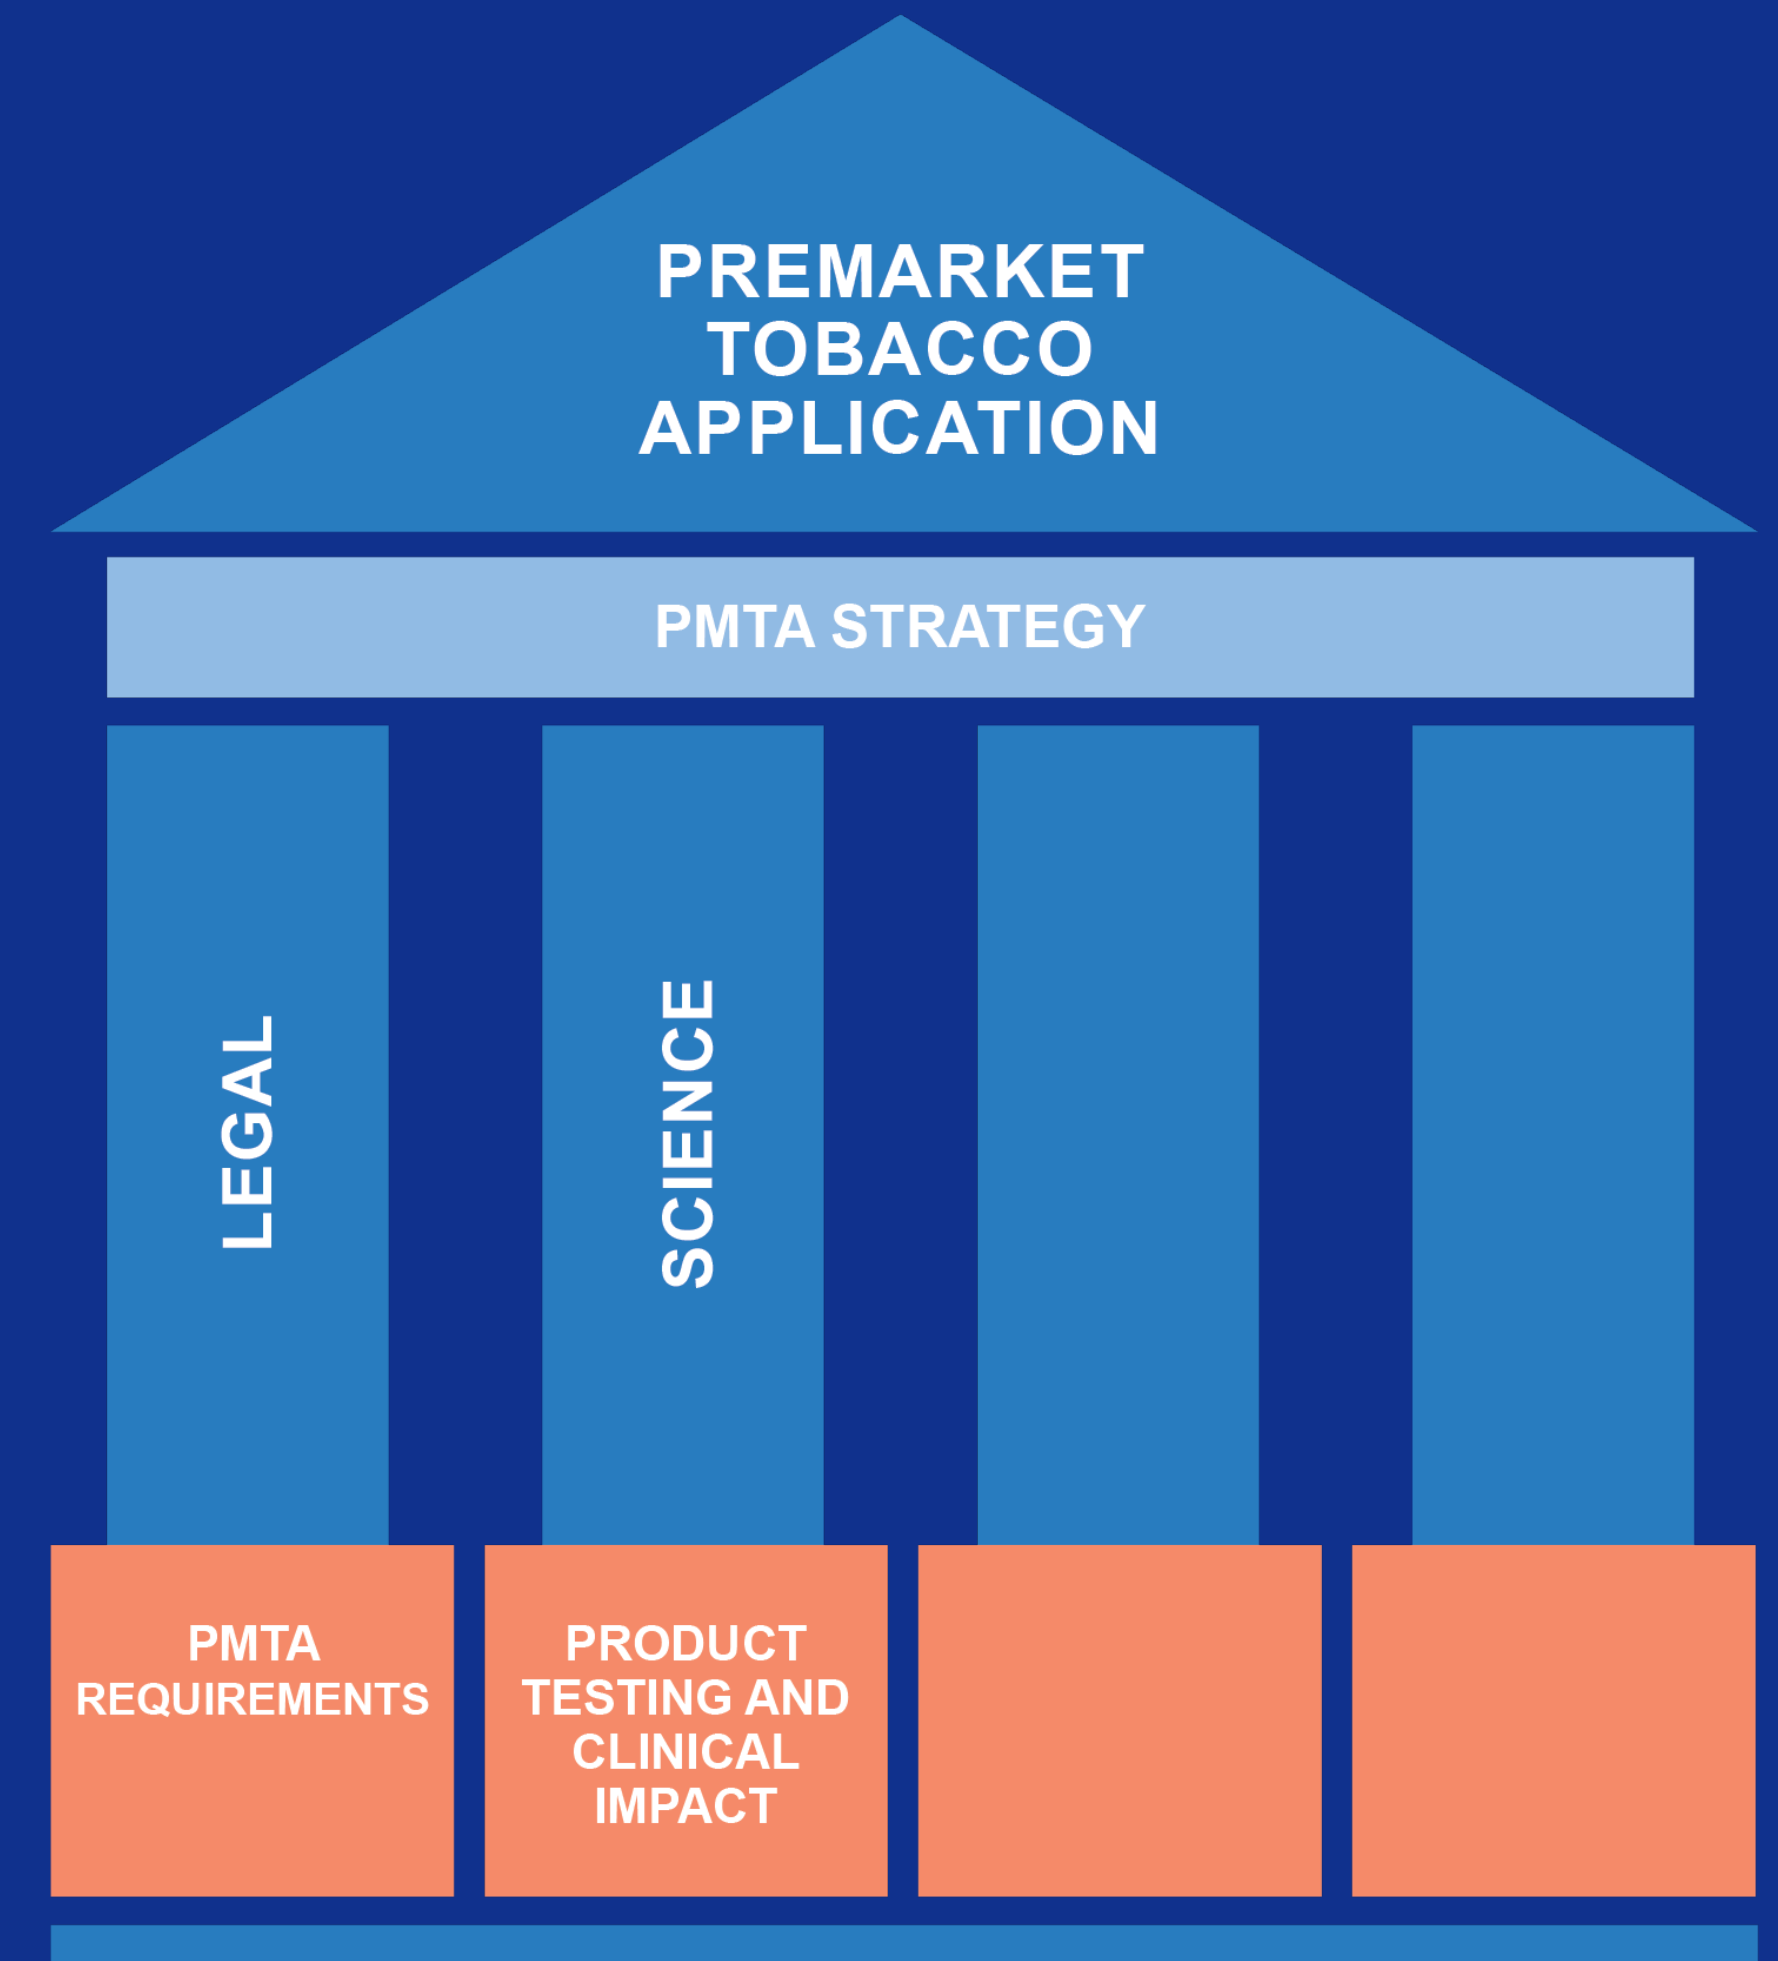 PREMARKET
TOBACCO
APPLICATION
PMTA STRATEGY
LEGAL
SCIENCE
PMTA
REQUIREMENTS
PRODUCT
TESTING AND
CLINICAL
IMPACT